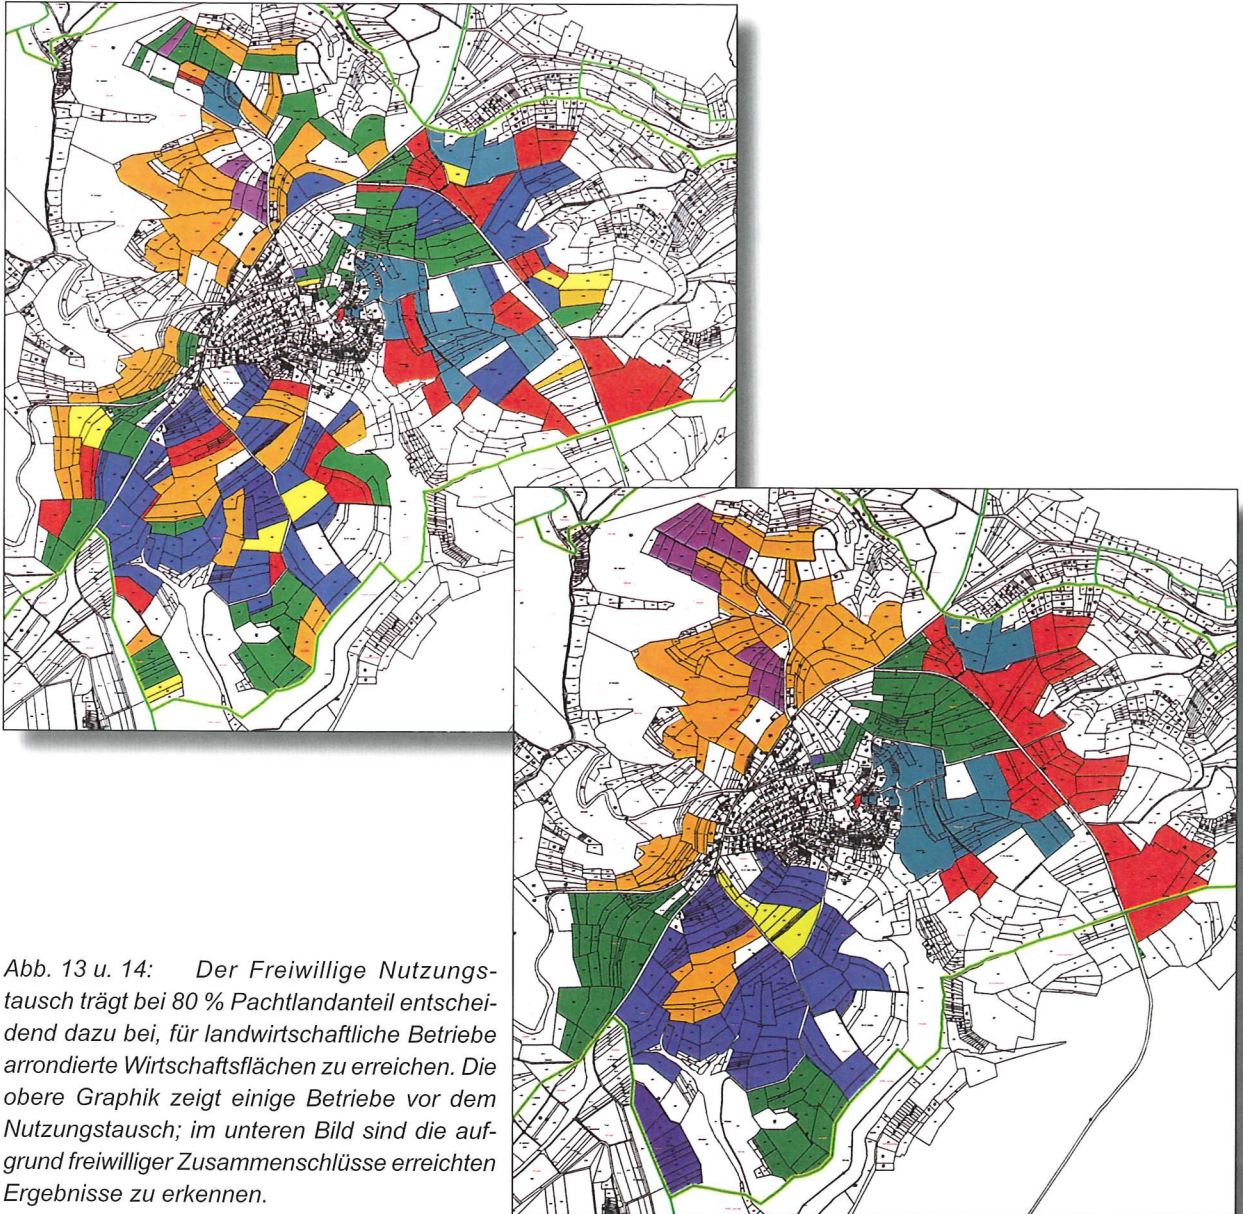 Abb. 13 u. 14: Der Freiwillige Nutzungs-
tausch trägt bei 80 % Pachtlandanteil entschei-
dend dazu bei, für landwirtschaftliche Betriebe
arrondierte Wirtschaftsflächen zu erreichen. Die
obere Graphik zeigt einige Betriebe vor dem
Nutzungstausch; im unteren Bild sind die auf-
grund freiwilliger Zusammenschlüsse erreichten
Ergebnisse zu erkennen.